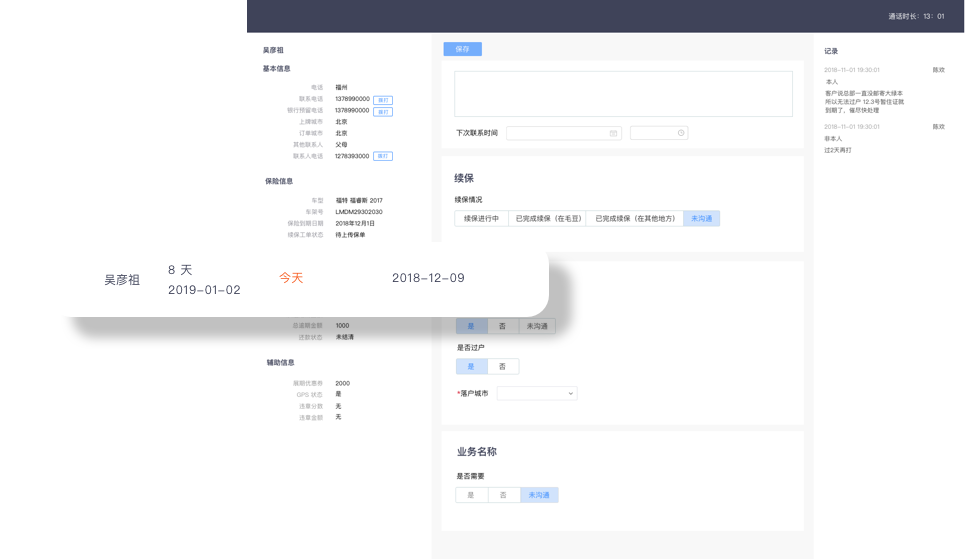 通话时长：13：01
吴彦祖
基本信息
电话 福州
联系电话 1376990000 拨打
银行预留电话 1378990000 拨打
上牌城市 北京
订单城市 北京
其他联系人 父母
联系人电话 1278393000 拨打
保险信息
车型 福特 福睿斯 2017
车架号 LMDM29302030
保险到期日期 2018年12月1日
续保工单状态 待上传保单
吴彦祖
8 天
2019-01-02
今天
2018-12-09
1000
还款状态 未结清
辅助信息
展期优惠券 2000
GPS 状态 是
违章分数 无
违章金额 无
保存
下次联系时间
续保
续保情况
续保进行中 已完成续保（在毛豆） 已完成续保（在其他地方） 未沟通
是 否 未沟通
是否过户
是 否
*落户城市
业务名称
是否需要
是 否 未沟通
记录
2018-11-01 19:30:01 陈欢
本人
客户说总部一直没邮寄大绿本
所以无法过户 12.3号暂住证就
到期了，催尽快处理
2018-11-01 19:30:01 陈欢
非本人
过2天再打